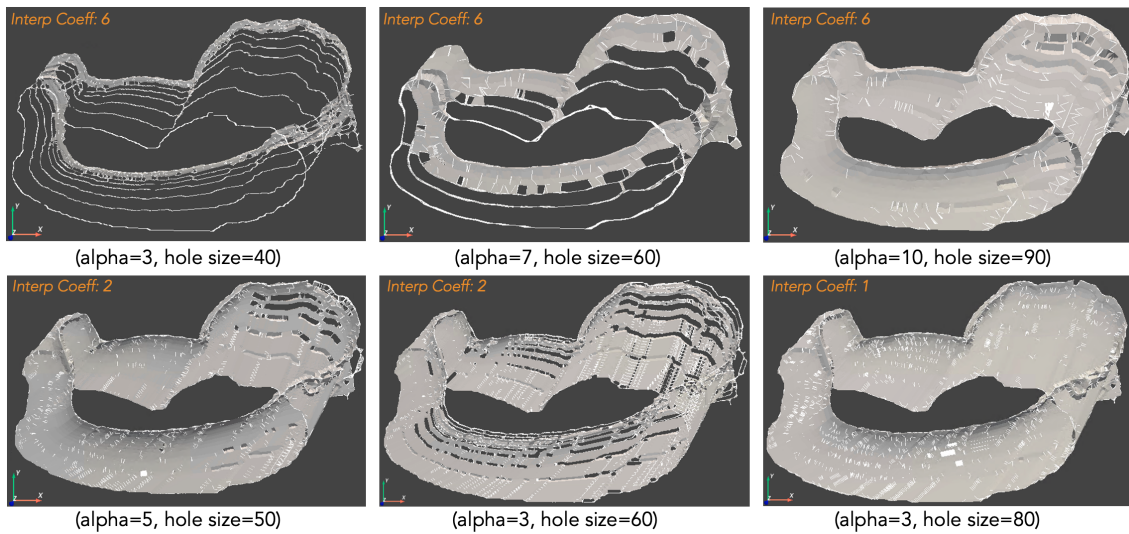 Interp Coeff: 6
Interp Coeff: 6
Interp Coeff: 6
Y
X
Z
Y
X
Z
Y
X
Z
(alpha=3, hole size=40)
(alpha=7, hole size=60)
(alpha=10, hole size=90)
Interp Coeff: 2
Interp Coeff: 2
Interp Coeff: 1
Y
X
Z
Y
X
Z
Y
X
Z
(alpha=5, hole size=50)
(alpha=3, hole size=60)
(alpha=3, hole size=80)